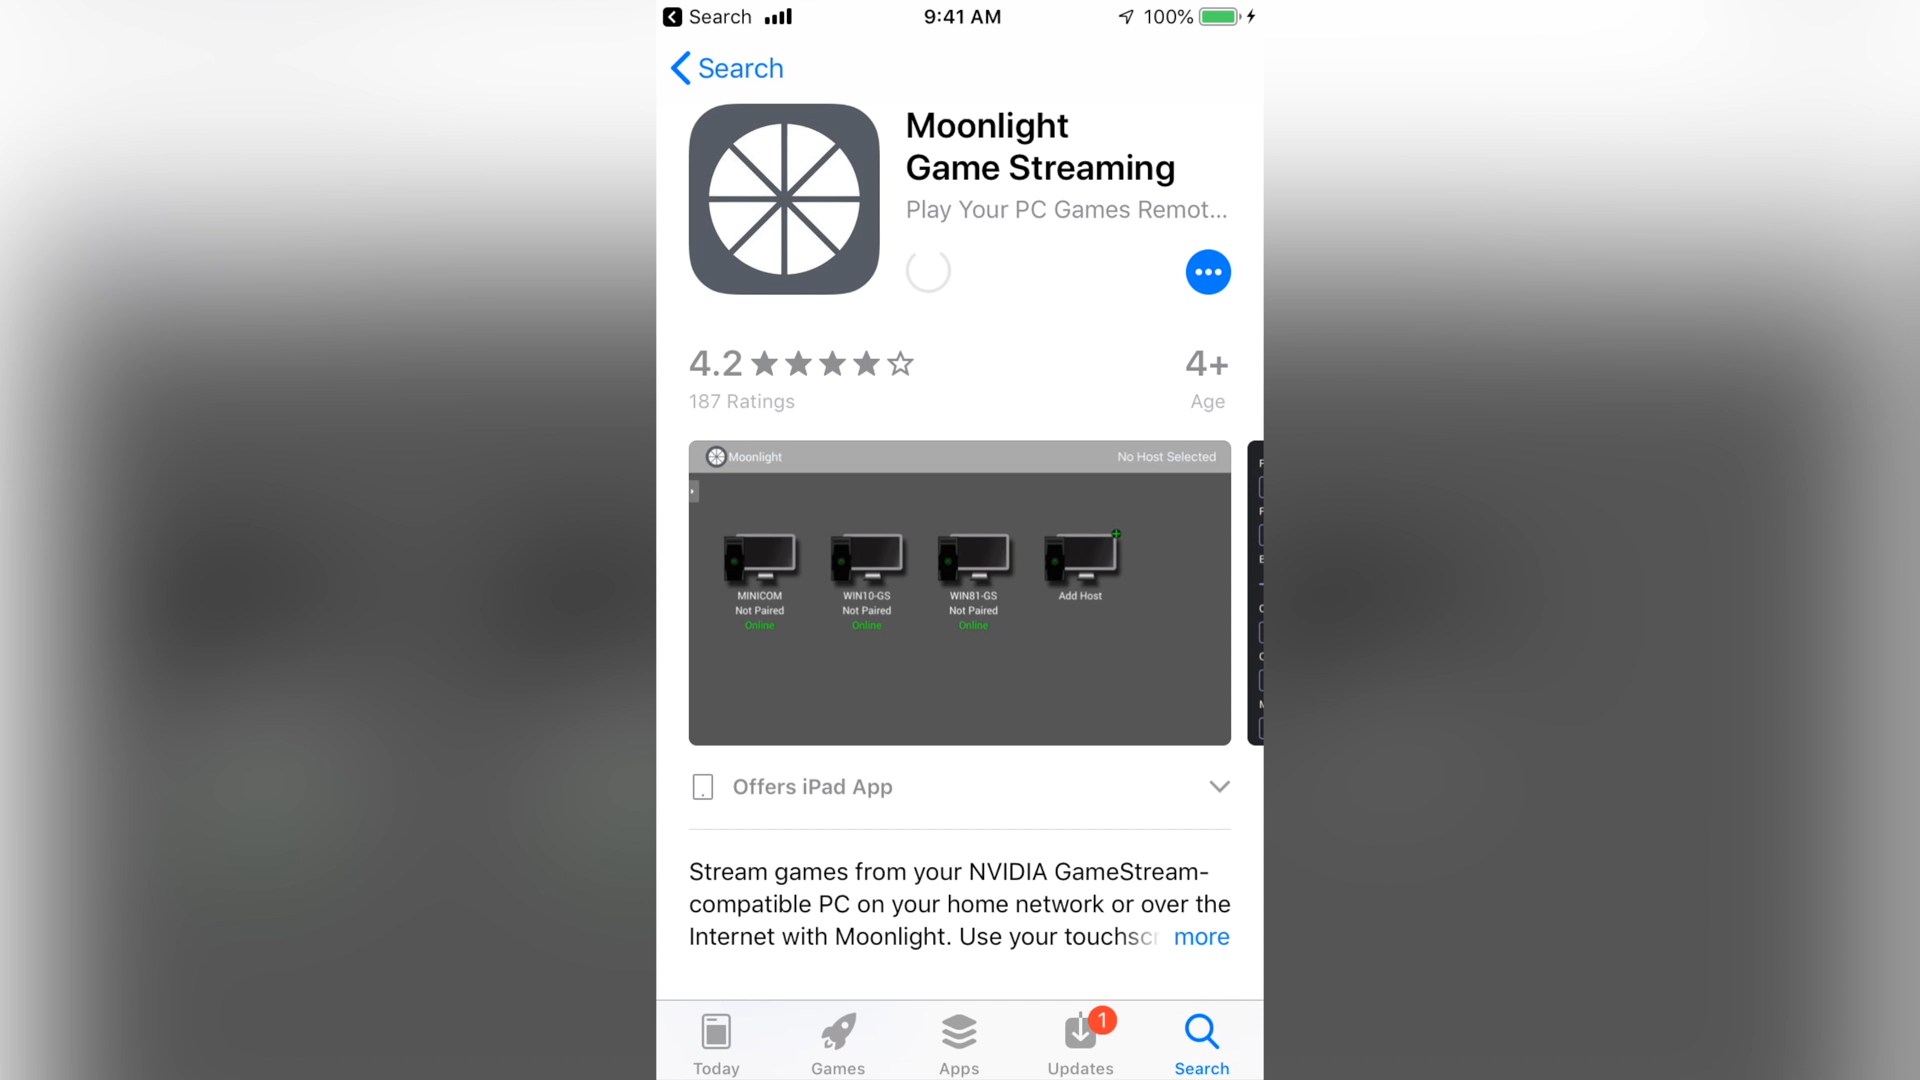 Search 9:41 AM 100%
Search
Moonlight
Game Streaming
Play Your PC Games Remot...
4.2 4+
187 Ratings Age
Moonlight No Host Selected
MINICOM WIN10-GS WIN81-GS Add Host
Not Paired Not Paired Not Paired
Online Online Online
Offers iPad App
Stream games from your NVIDIA GameStream-
compatible PC on your home network or over the
Internet with Moonlight. Use your touchscr more
1
Today Games Apps Updates Search